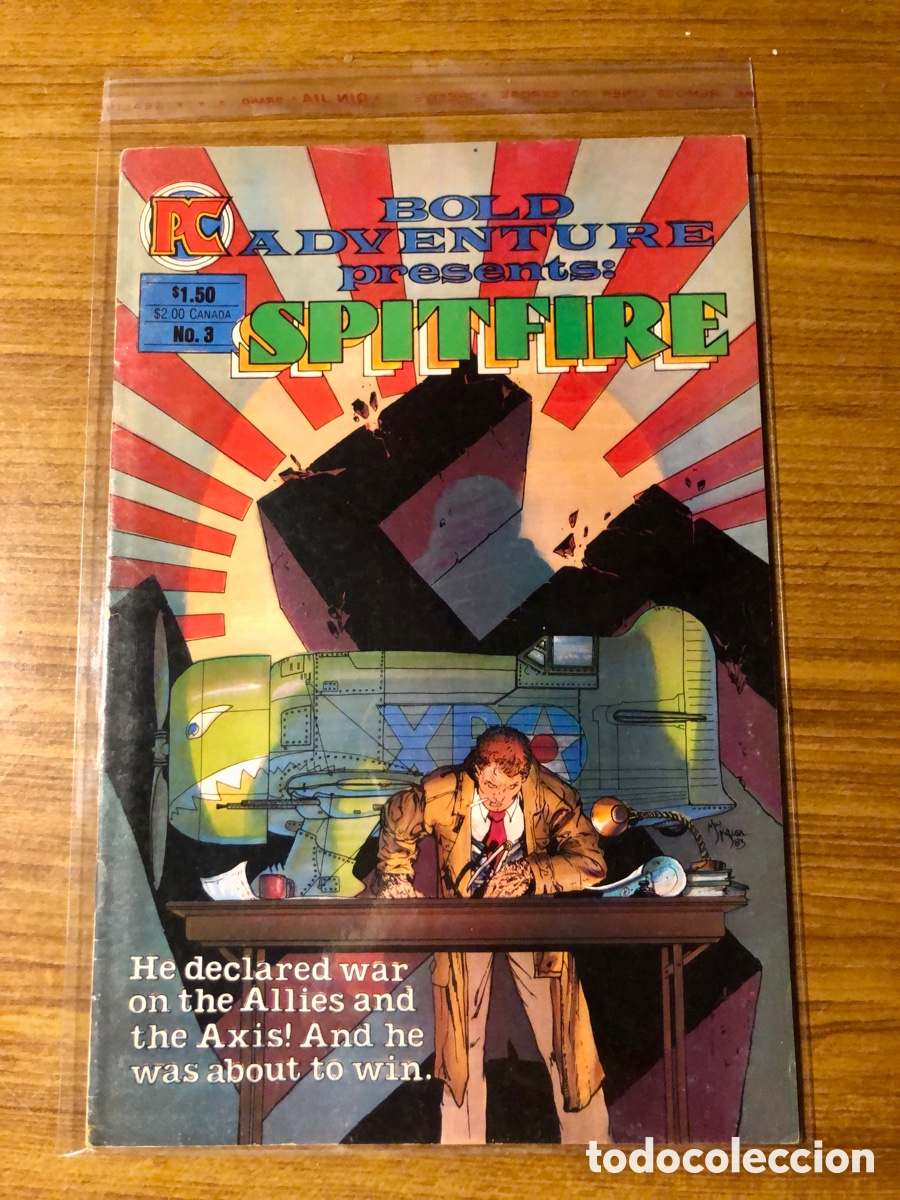 PC
BOLD
ADVENTURE
presents:
SPITFIRE
$1.50
$2.00 CANADA
No. 3
XPO
He declared war
on the Allies and
the Axis! And he
was about to win.
todocoleccion